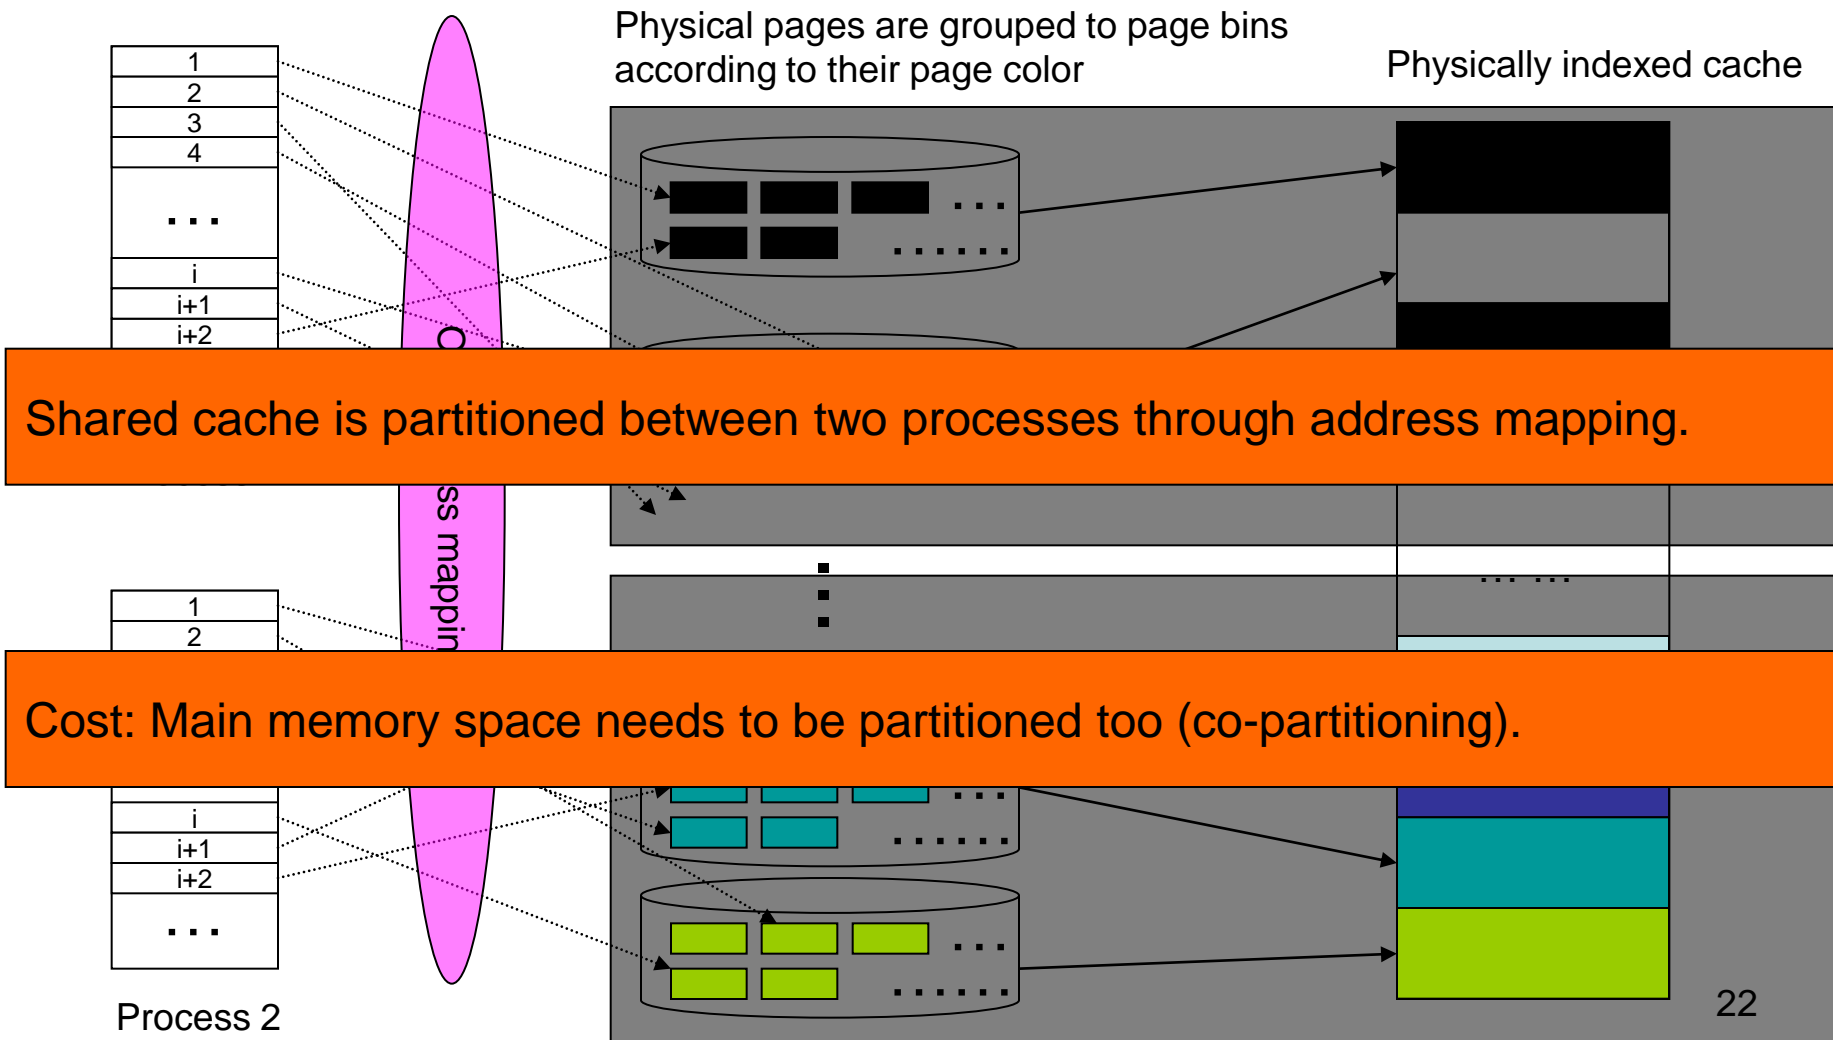 Physical pages are grouped to page bins
according to their page color
Physically indexed cache
1
2
3
4
...
i
i+1
i+2
... ...
... ...
Shared cache is partitioned between two processes through address mapping.
ss mappin
... ...
1
2
Cost: Main memory space needs to be partitioned too (co-partitioning).
i
i+1
i+2
...
... ...
... ...
Process 2
22